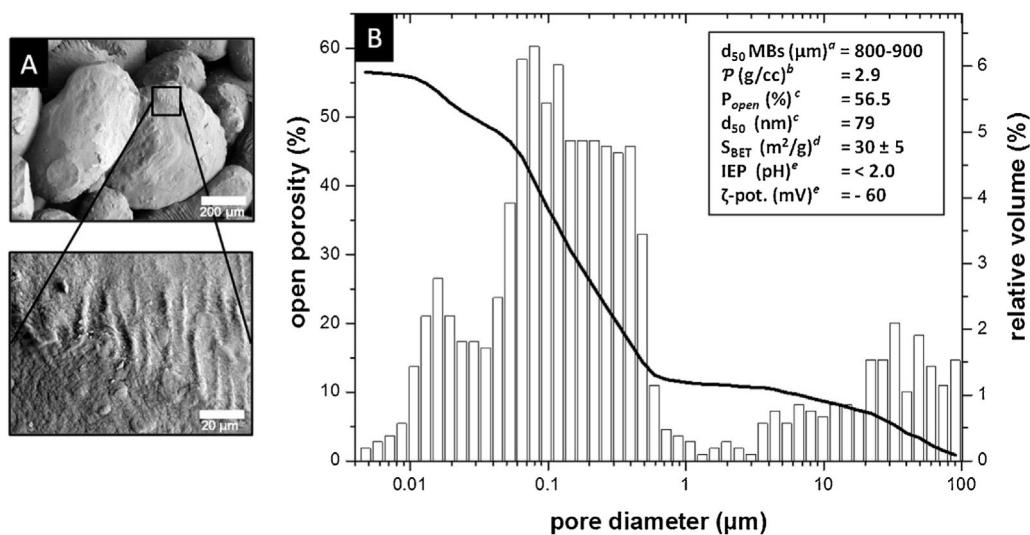 A
200 µm
20 µm
B
open porosity (%)
60
50
40
30
20
10
0
d₅₀ MBs (µm)ᵃ = 800-900
𝒫 (g/cc)ᵇ = 2.9
Pₒₚₑₙ (%)ᶜ = 56.5
d₅₀ (nm)ᶜ = 79
S_BET (m²/g)ᵈ = 30 ± 5
IEP (pH)ᵉ = < 2.0
ζ-pot. (mV)ᵉ = - 60
6
5
4
3
2
1
0
relative volume (%)
0.01 0.1 1 10 100
pore diameter (µm)